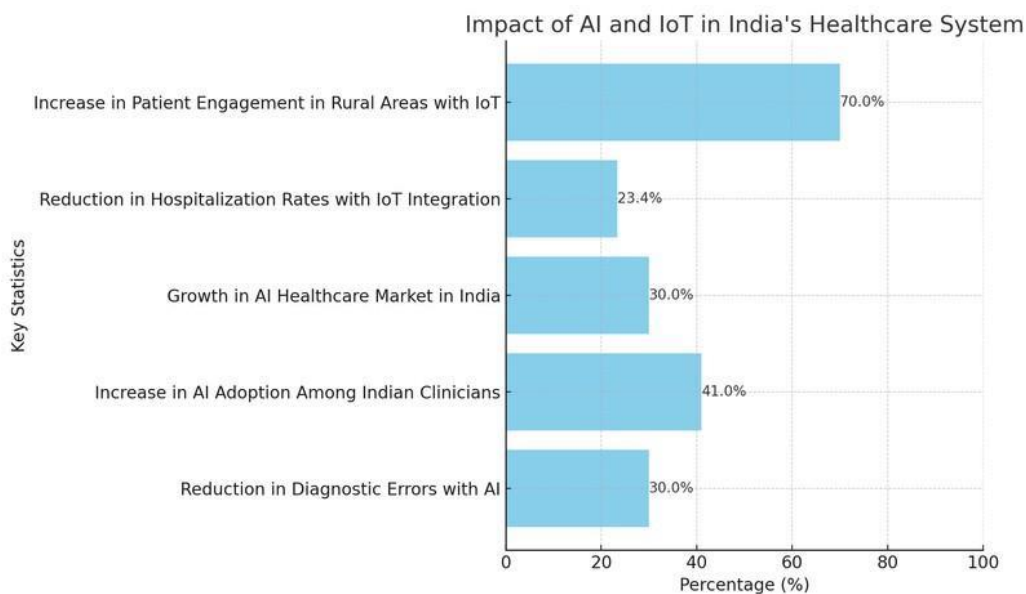 Impact of AI and IoT in India's Healthcare System
Increase in Patient Engagement in Rural Areas with IoT
70.0%
Reduction in Hospitalization Rates with IoT Integration
23.4%
Key Statistics
Growth in AI Healthcare Market in India
30.0%
Increase in AI Adoption Among Indian Clinicians
41.0%
Reduction in Diagnostic Errors with AI
30.0%
0 20 40 60 80 100
Percentage (%)